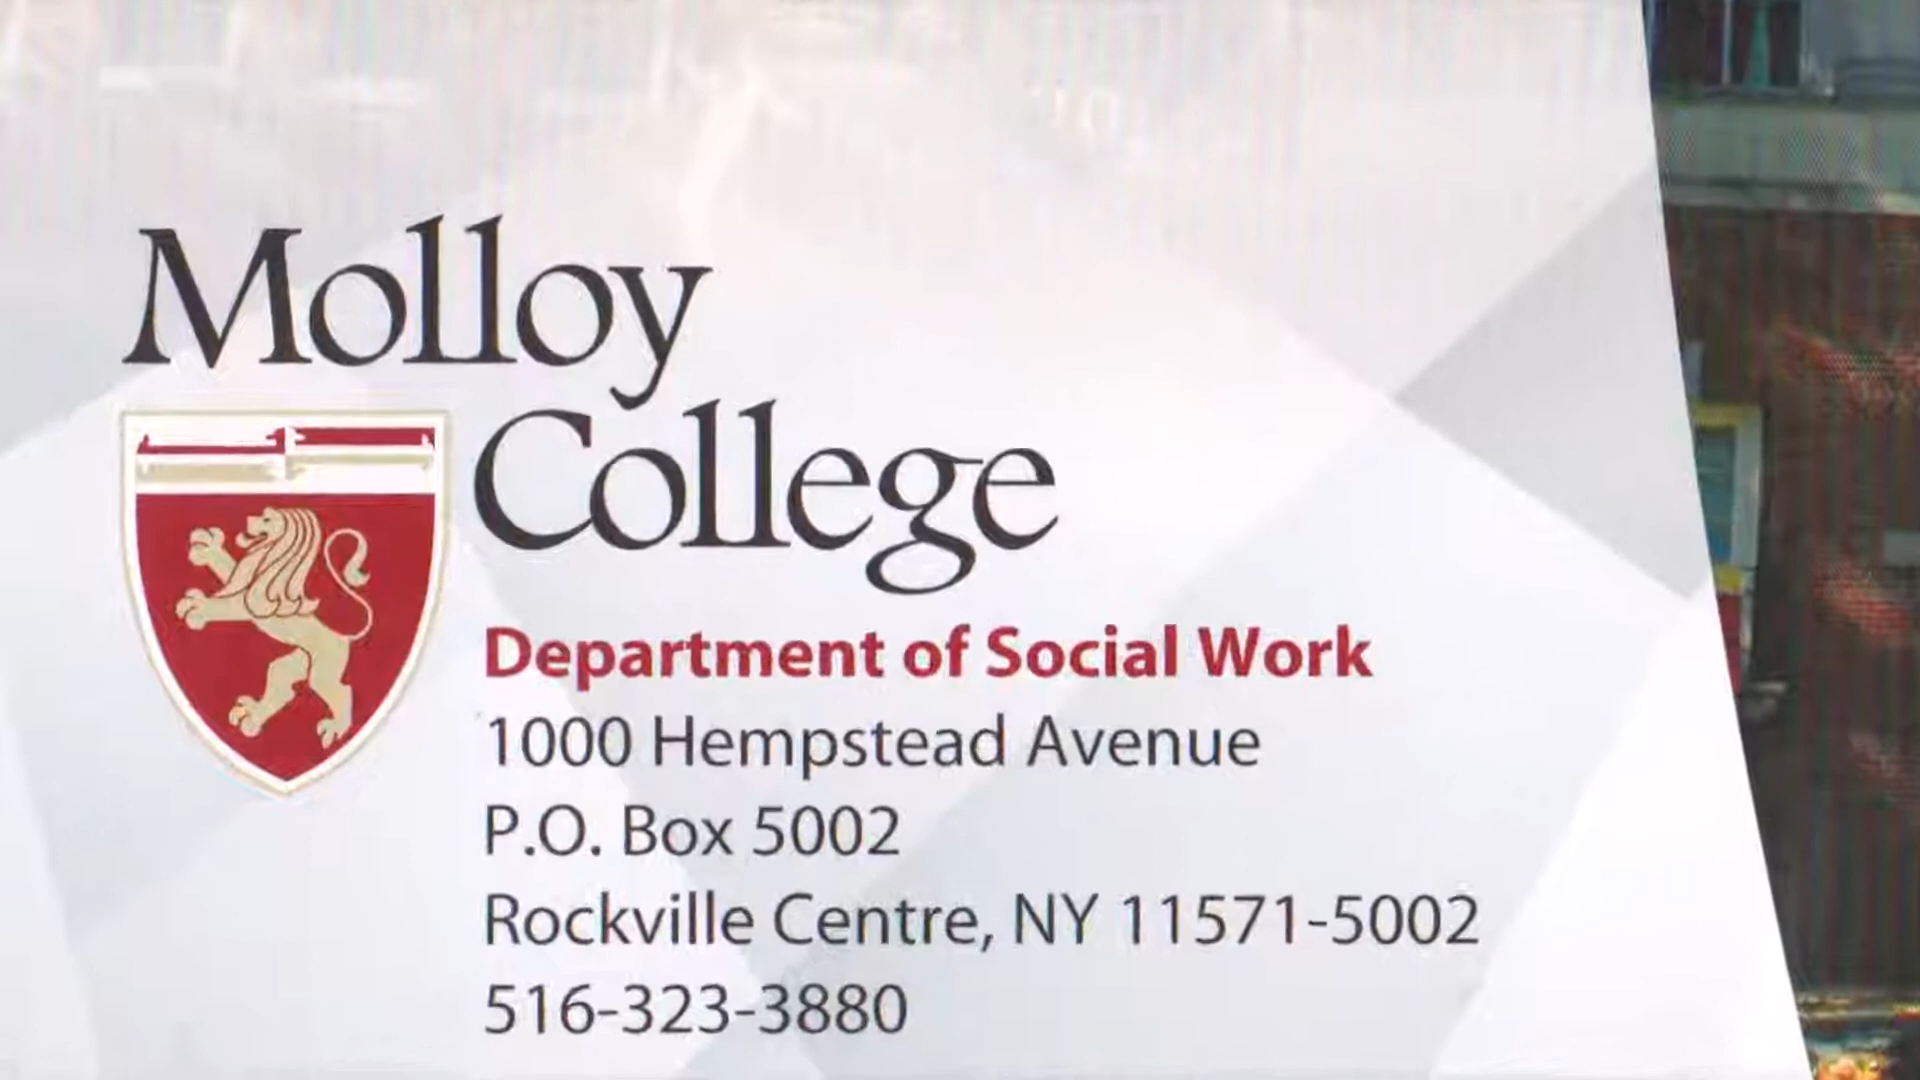 Molloy
College
Department of Social Work
1000 Hempstead Avenue
P.O. Box 5002
Rockville Centre, NY 11571-5002
516-323-3880